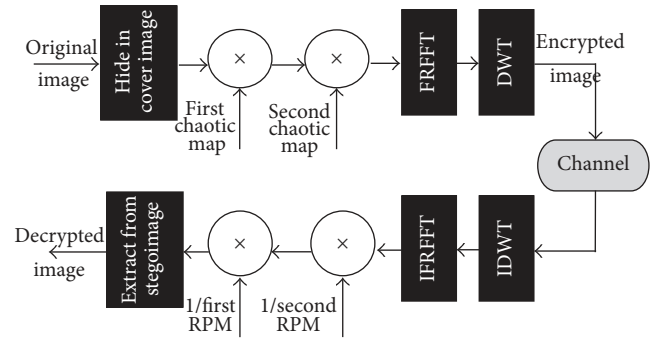 Original
image
Hide in
cover image
×
×
First
chaotic
map
Second
chaotic
map
FRFFT
DWT
Encrypted
image
Channel
Decrypted
image
Extract from
stegoimage
×
×
1/first
RPM
1/second
RPM
IFRFFT
IDWT